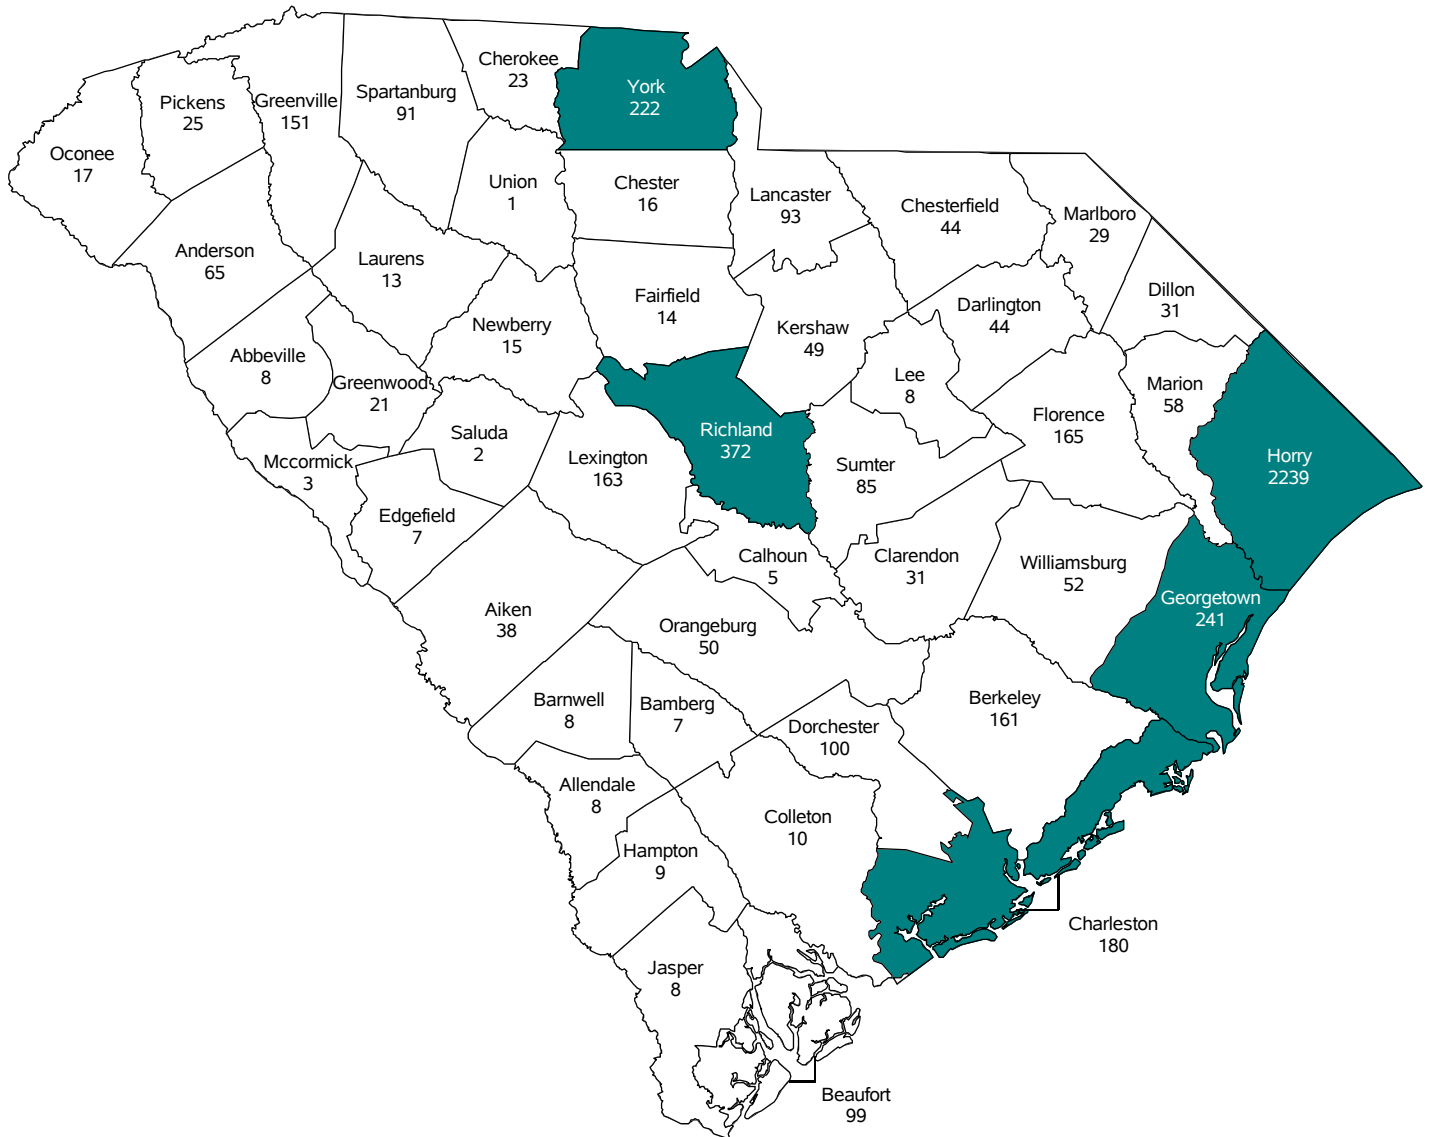 Cherokee
23
York
222
Spartanburg
91
Pickens
25
Greenville
151
Oconee
17
Union
1
Chester
16
Lancaster
93
Chesterfield
44
Marlboro
29
Anderson
65
Laurens
13
Fairfield
14
Darlington
44
Dillon
31
Newberry
15
Kershaw
49
Abbeville
8
Greenwood
21
Lee
8
Marion
58
Florence
165
Saluda
2
Richland
372
Mccormick
3
Lexington
163
Sumter
85
Horry
2239
Edgefield
7
Calhoun
5
Clarendon
31
Williamsburg
52
Aiken
38
Orangeburg
50
Georgetown
241
Barnwell
8
Bamberg
7
Dorchester
100
Berkeley
161
Allendale
8
Colleton
10
Hampton
9
Charleston
180
Jasper
8
Beaufort
99